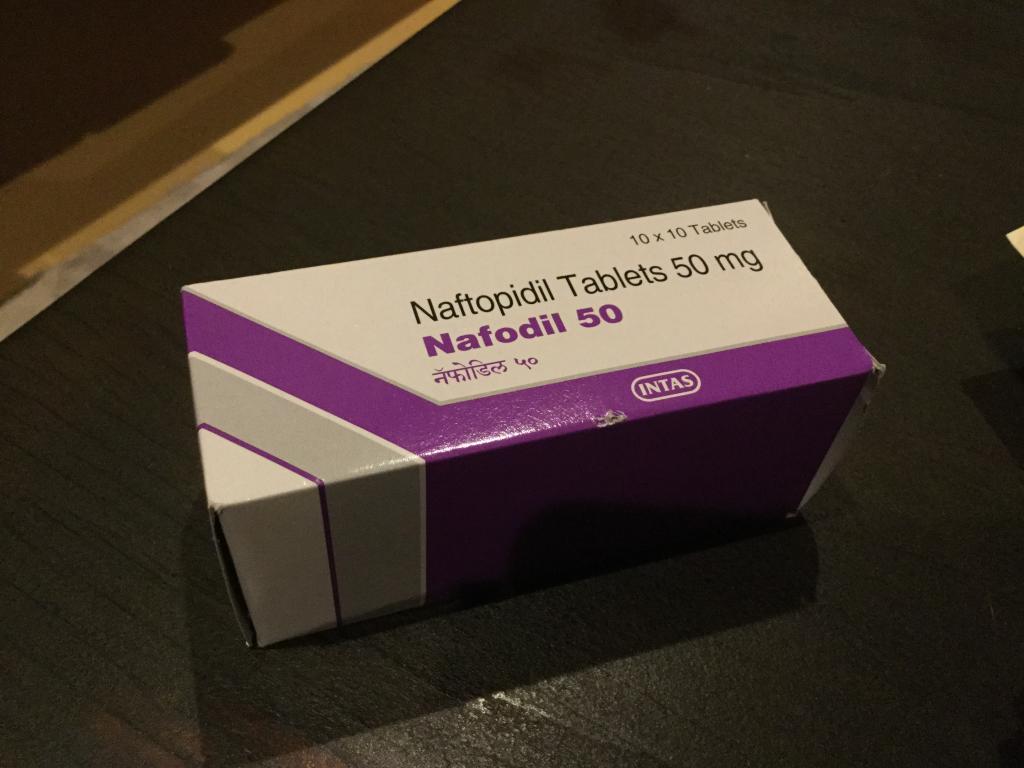 10 x 10 Tablets
Naftopidil Tablets 50 mg
Nafodil 50
नॅफोडिल ५०
INTAS